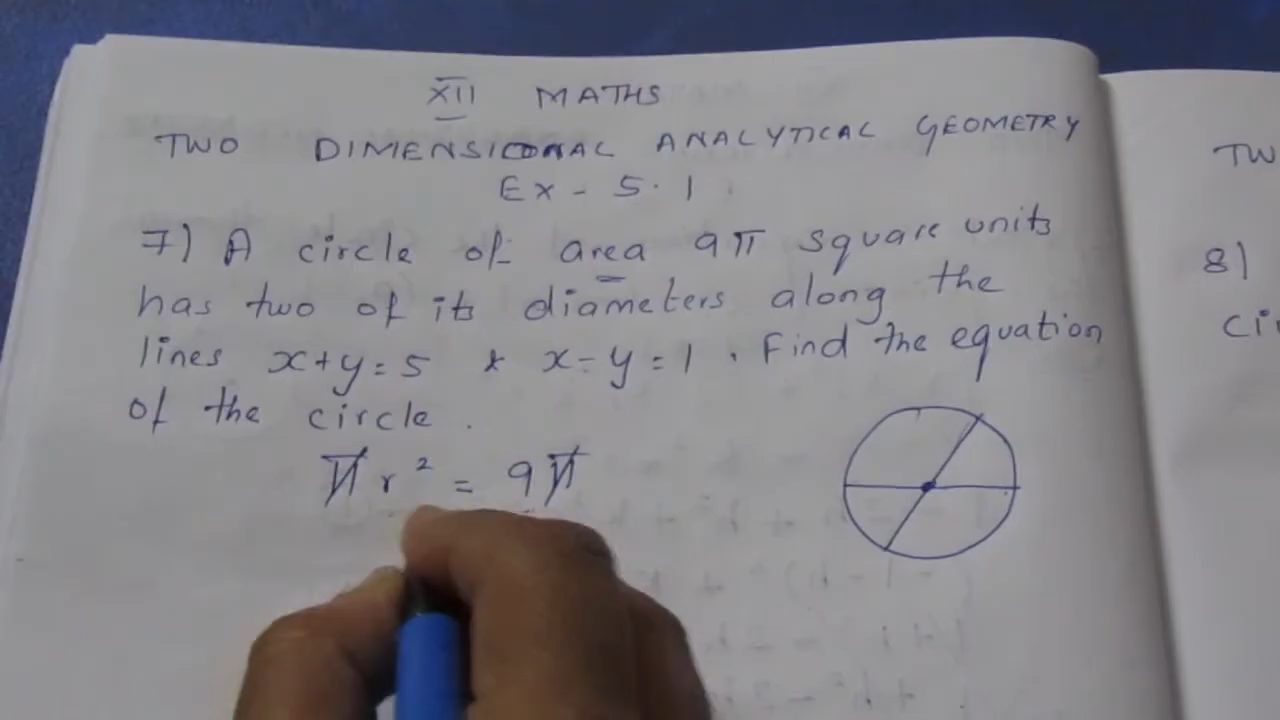 XII MATHS
TWO DIMENSIONAL ANALYTICAL GEOMETRY
Ex - 5.1
7) A circle of area 9π square units
has two of its diameters along the
lines x+y=5 & x-y=1. Find the equation
of the circle.
πr² = 9π
TW
8)
Ci